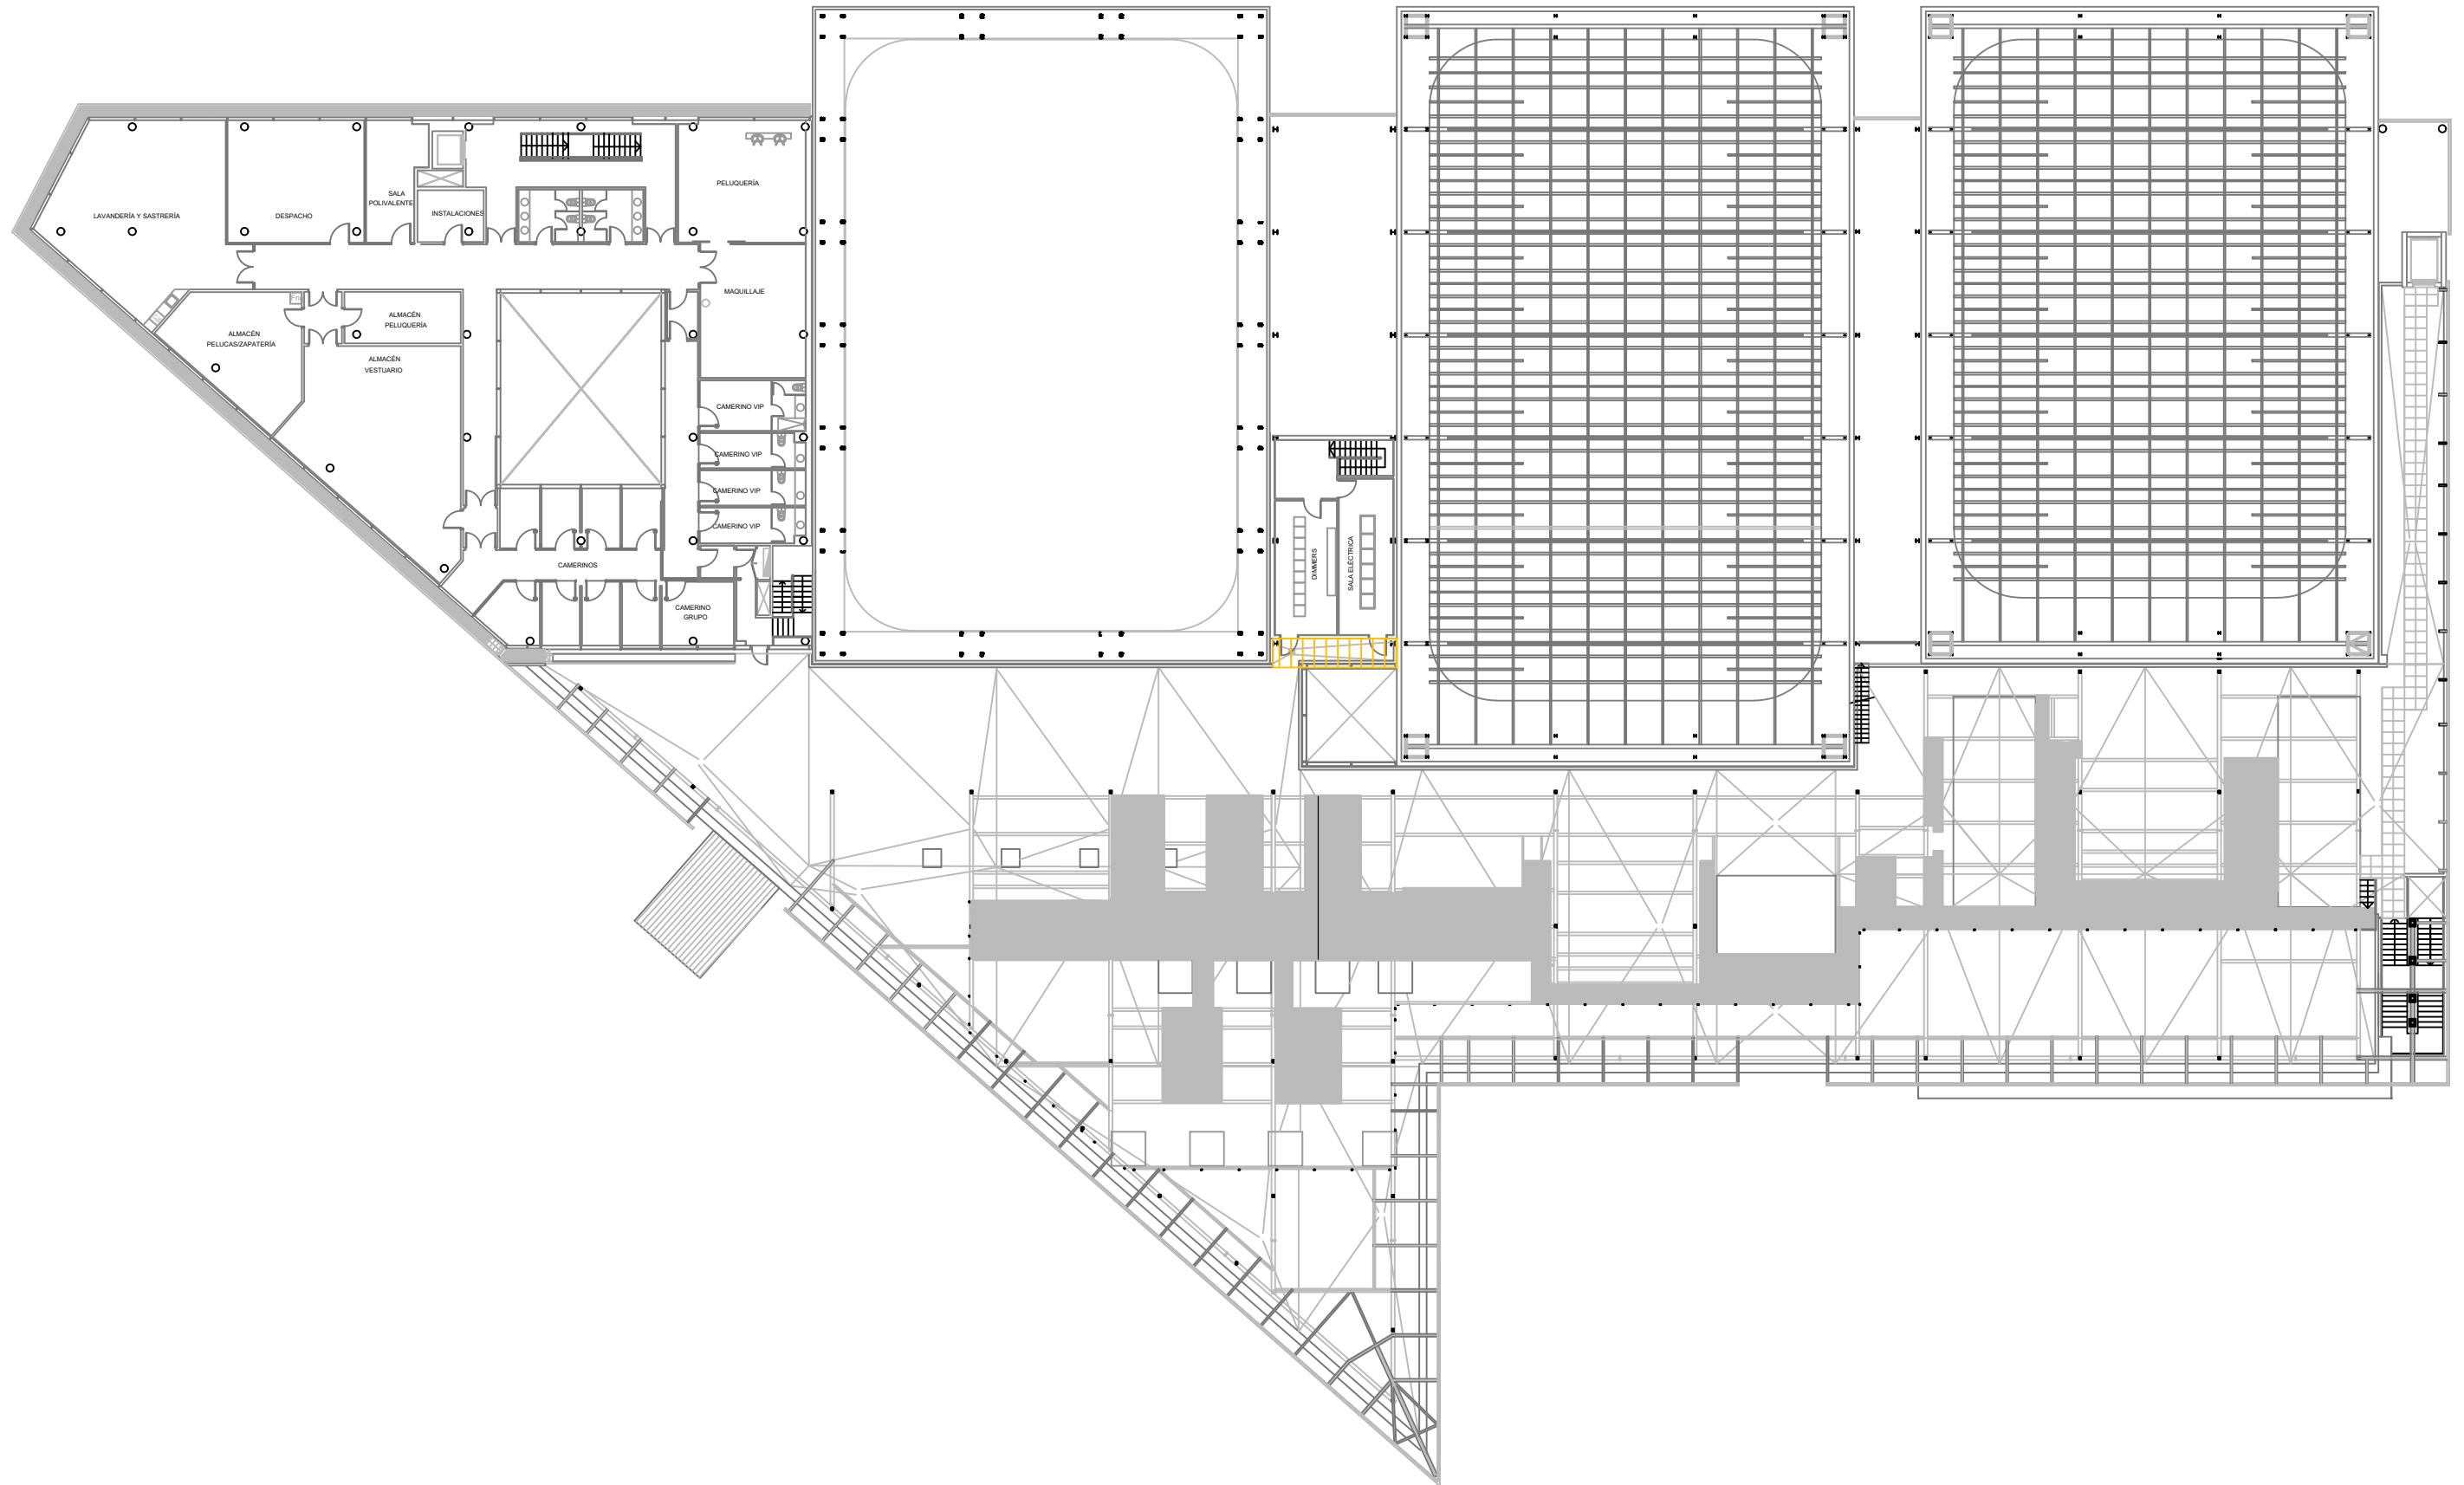 LAVANDERÍA Y SASTRERÍA
DESPACHO
SALA
POLIVALENTE
INSTALACIONES
PELUQUERÍA
MAQUILLAJE
ALMACÉN
PELUCAS/ZAPATERÍA
ALMACÉN
PELUQUERÍA
ALMACÉN
VESTUARIO
CAMERINO VIP
CAMERINO VIP
CAMERINO VIP
CAMERINO VIP
CAMERINOS
CAMERINO
GRUPO
DIMMERS
SALA ELÉCTRICA